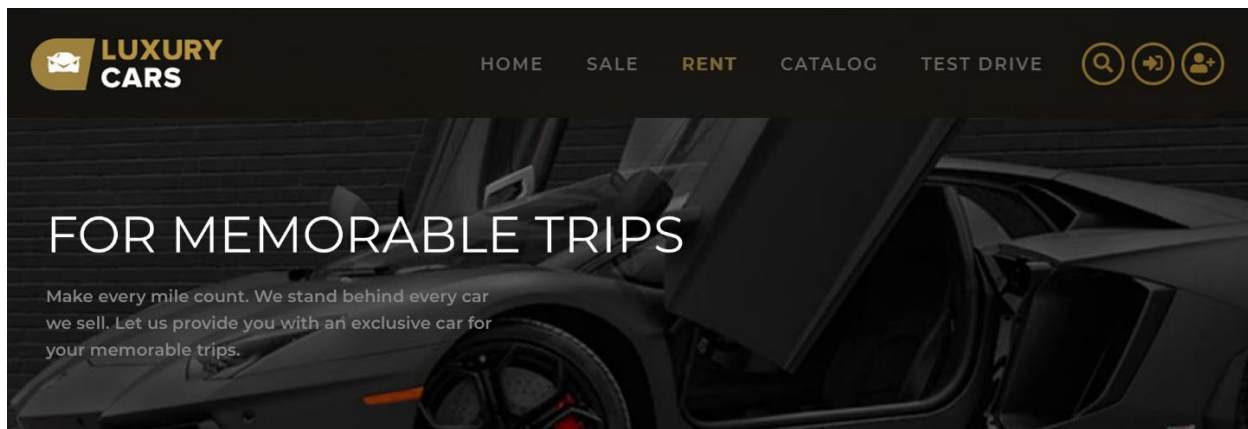 LUXURY
CARS
HOME SALE RENT CATALOG TEST DRIVE
FOR MEMORABLE TRIPS
Make every mile count. We stand behind every car
we sell. Let us provide you with an exclusive car for
your memorable trips.